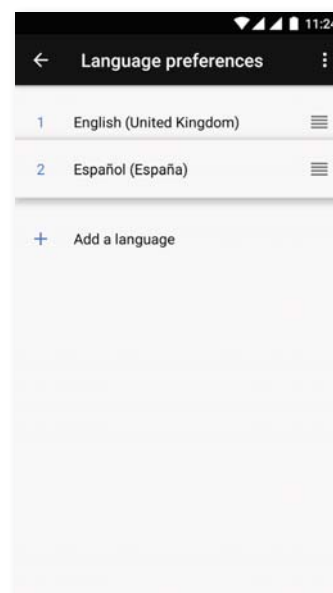 11:24
Language preferences
1 English (United Kingdom)
2 Español (España)
+ Add a language